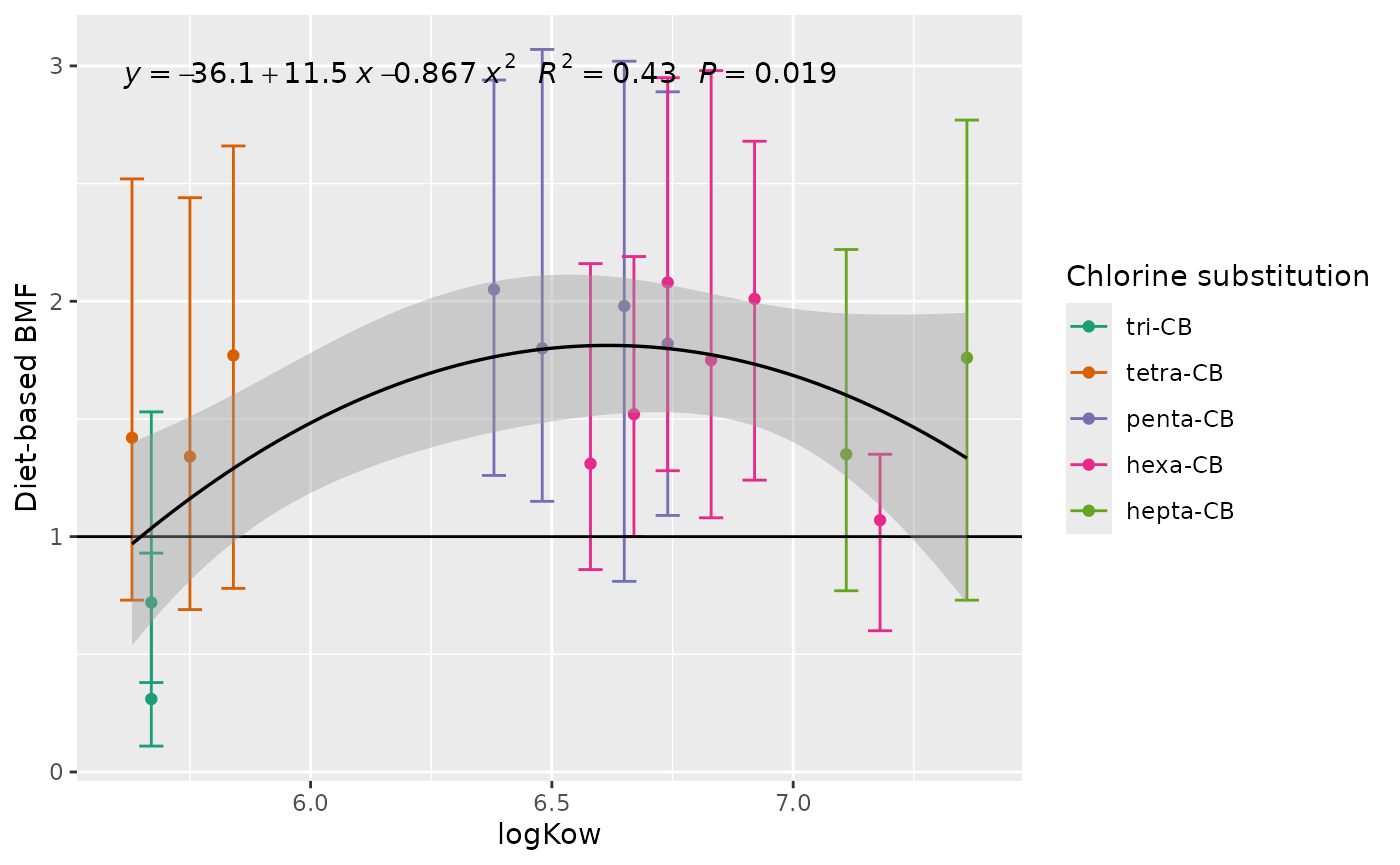 y = −36.1 + 11.5 x − 0.867 x² R² = 0.43 P = 0.019
3
2
1
0
Diet-based BMF
6.0 6.5 7.0
logKow
Chlorine substitution
tri-CB
tetra-CB
penta-CB
hexa-CB
hepta-CB